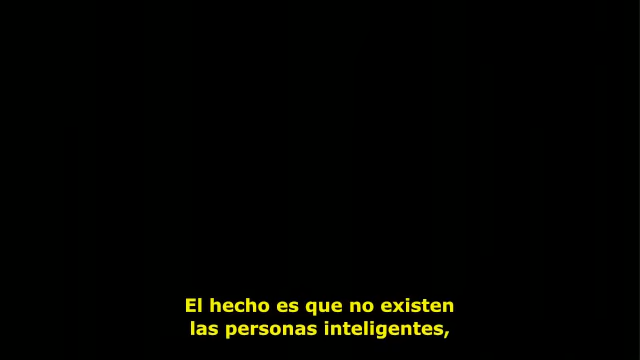 El hecho es que no existen
las personas inteligentes,